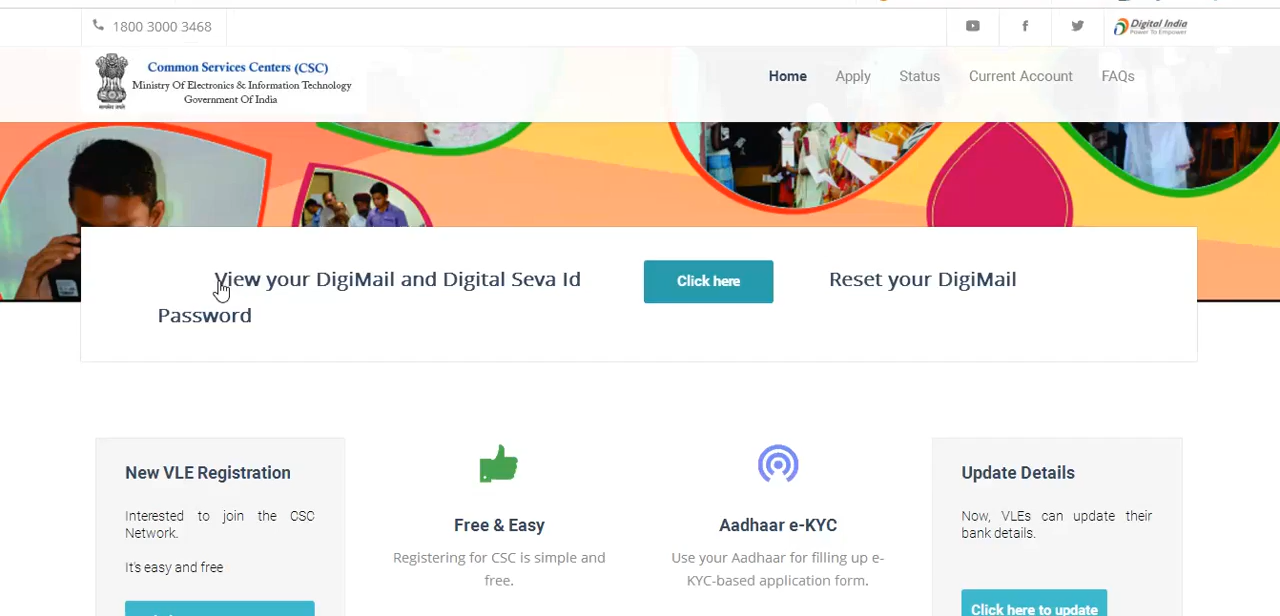 1800 3000 3468
Digital India
Power To Empower
Common Services Centers (CSC)
Ministry Of Electronics & Information Technology
Government Of India
सत्यमेव जयते
Home Apply Status Current Account FAQs
View your DigiMail and Digital Seva Id Click here Reset your DigiMail
Password
New VLE Registration
Interested to join the CSC
Network.
It's easy and free
Free & Easy
Registering for CSC is simple and
free.
Aadhaar e-KYC
Use your Aadhaar for filling up e-
KYC-based application form.
Update Details
Now, VLEs can update their
bank details.
Click here to update